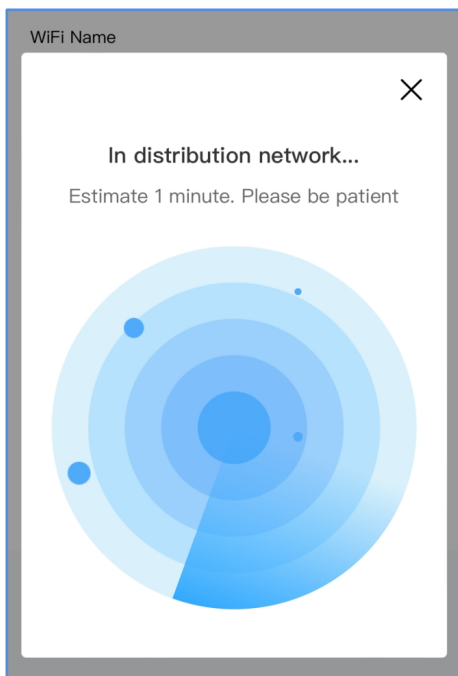 WiFi Name
In distribution network...
Estimate 1 minute. Please be patient